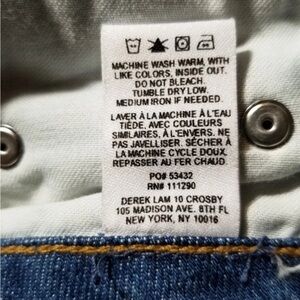 MACHINE WASH WARM, WITH
LIKE COLORS, INSIDE OUT.
DO NOT BLEACH.
TUMBLE DRY LOW.
MEDIUM IRON IF NEEDED.
LAVER À LA MACHINE À L'EAU
TIÈDE, AVEC COULEURS
SIMILAIRES, À L'ENVERS. NE
PAS JAVELLISER. SÉCHER À
LA MACHINE CYCLE DOUX.
REPASSER AU FER CHAUD.
PO# 53432
RN# 111290
DEREK LAM 10 CROSBY
105 MADISON AVE. 8TH FL
NEW YORK, NY 10016